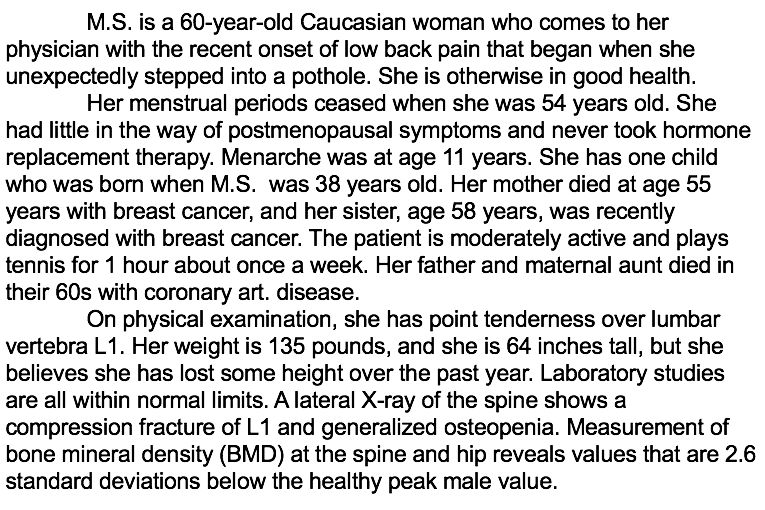 M.S. is a 60-year-old Caucasian woman who comes to her
physician with the recent onset of low back pain that began when she
unexpectedly stepped into a pothole. She is otherwise in good health.
Her menstrual periods ceased when she was 54 years old. She
had little in the way of postmenopausal symptoms and never took hormone
replacement therapy. Menarche was at age 11 years. She has one child
who was born when M.S. was 38 years old. Her mother died at age 55
years with breast cancer, and her sister, age 58 years, was recently
diagnosed with breast cancer. The patient is moderately active and plays
tennis for 1 hour about once a week. Her father and maternal aunt died in
their 60s with coronary art. disease.
On physical examination, she has point tenderness over lumbar
vertebra L1. Her weight is 135 pounds, and she is 64 inches tall, but she
believes she has lost some height over the past year. Laboratory studies
are all within normal limits. A lateral X-ray of the spine shows a
compression fracture of L1 and generalized osteopenia. Measurement of
bone mineral density (BMD) at the spine and hip reveals values that are 2.6
standard deviations below the healthy peak male value.